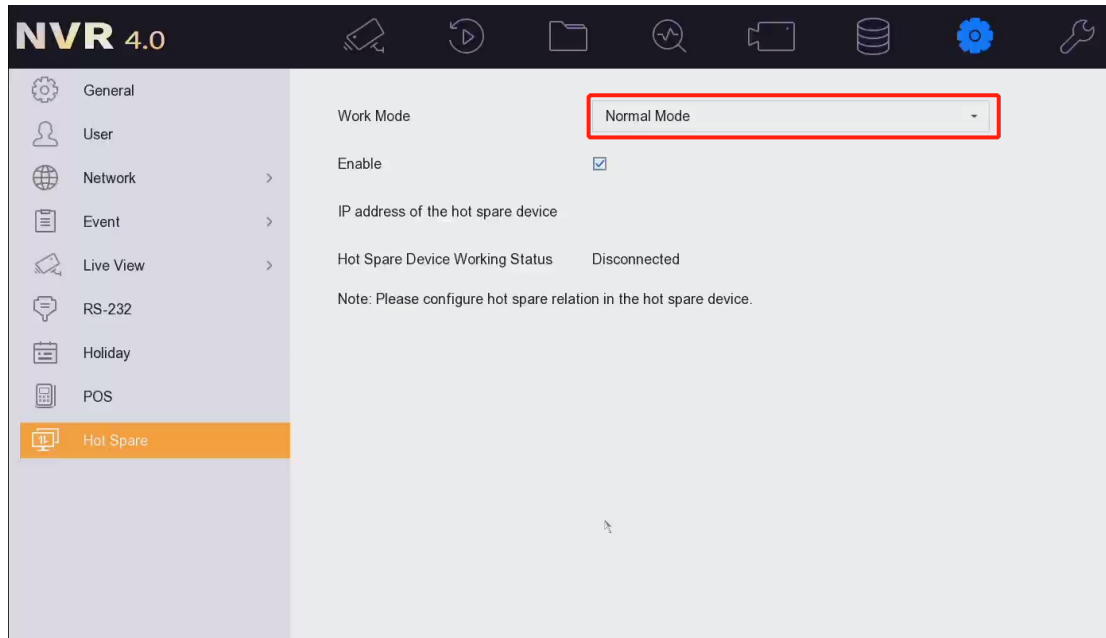 NVR 4.0
General
User
Network
Event
Live View
RS-232
Holiday
POS
Hot Spare
Work Mode Normal Mode
Enable
IP address of the hot spare device
Hot Spare Device Working Status Disconnected
Note: Please configure hot spare relation in the hot spare device.